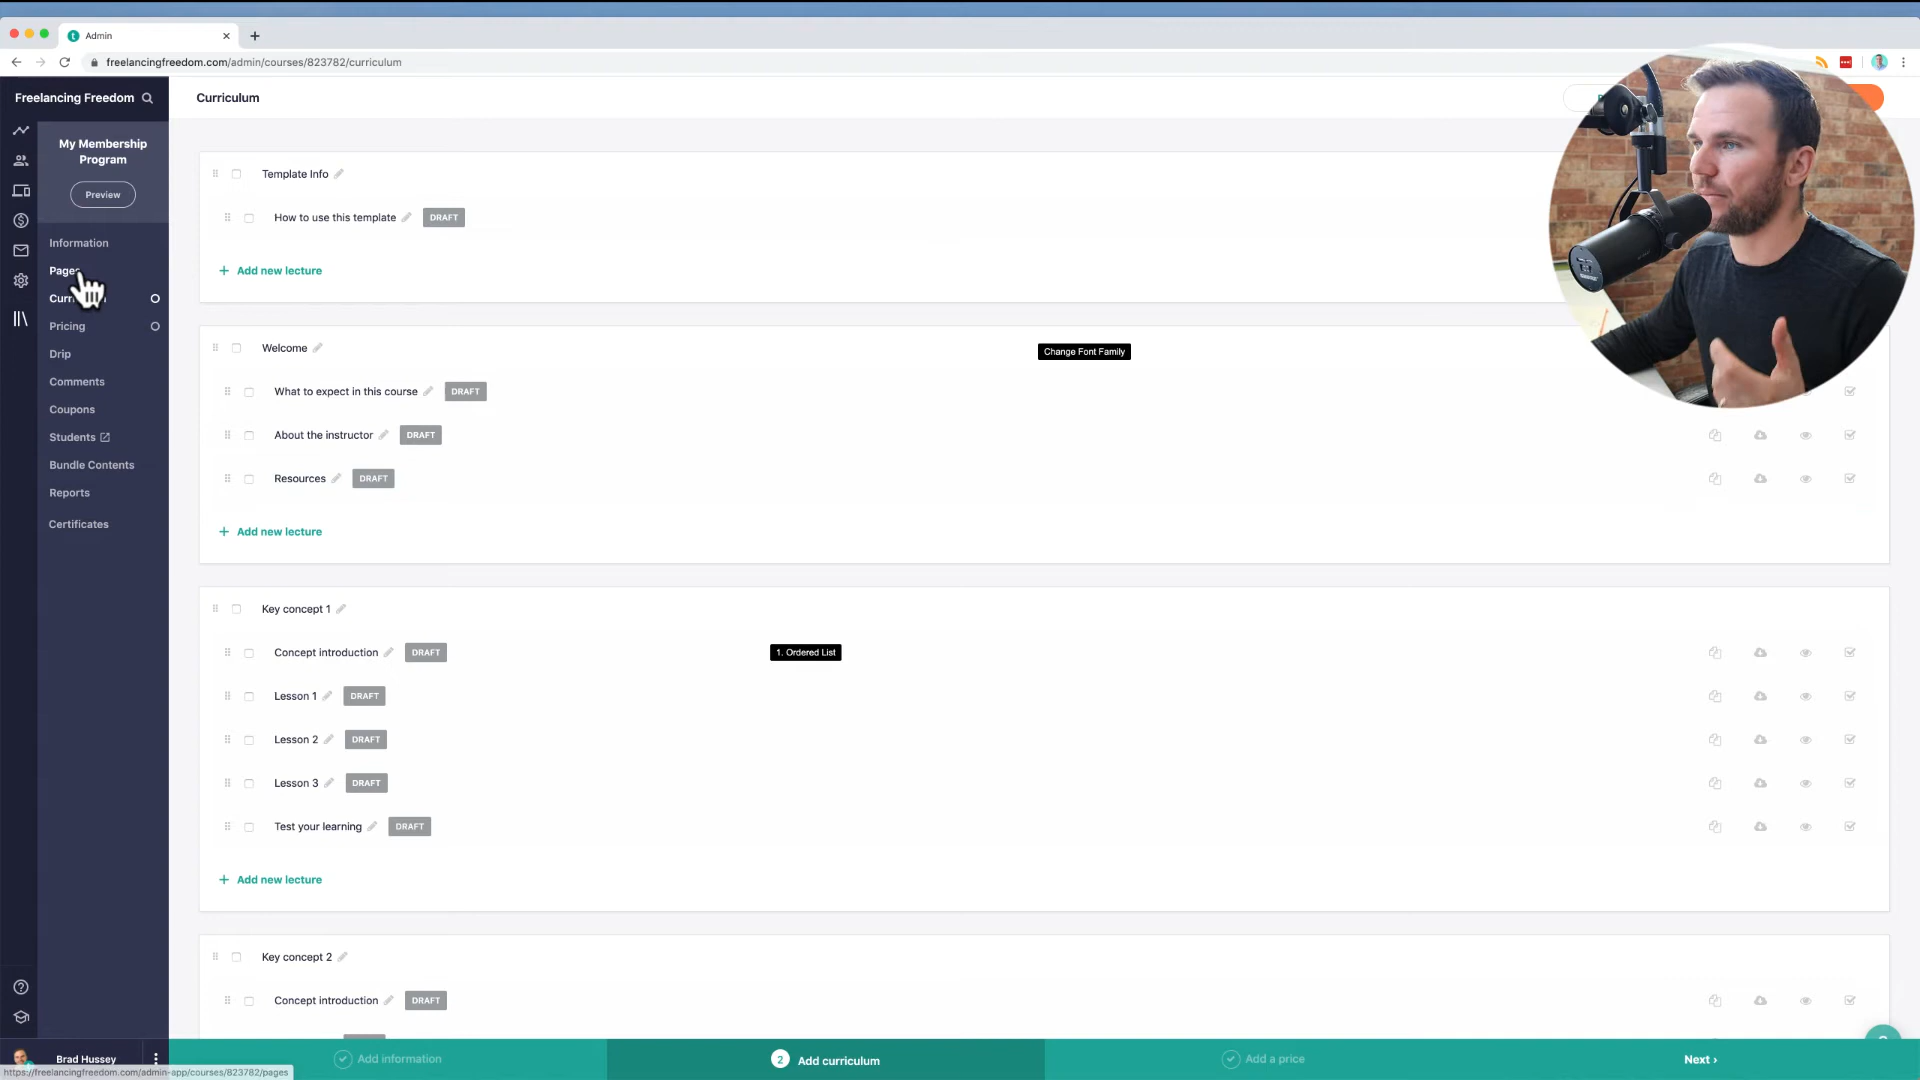 Admin
freelancingfreedom.com/admin/courses/823782/curriculum
Freelancing Freedom
Curriculum
My Membership
Program
Preview
Information
Pages
Pricing
Drip
Comments
Coupons
Students
Bundle Contents
Reports
Certificates
Template Info
How to use this template
DRAFT
+ Add new lecture
Welcome
Change Font Family
What to expect in this course
DRAFT
About the instructor
DRAFT
Resources
DRAFT
+ Add new lecture
Key concept 1
Concept introduction
DRAFT
1. Ordered List
Lesson 1
DRAFT
Lesson 2
DRAFT
Lesson 3
DRAFT
Test your learning
DRAFT
+ Add new lecture
Key concept 2
Concept introduction
DRAFT
Brad Hussey
Add information
2 Add curriculum
Add a price
Next ›
https://freelancingfreedom.com/admin-app/courses/823782/pages